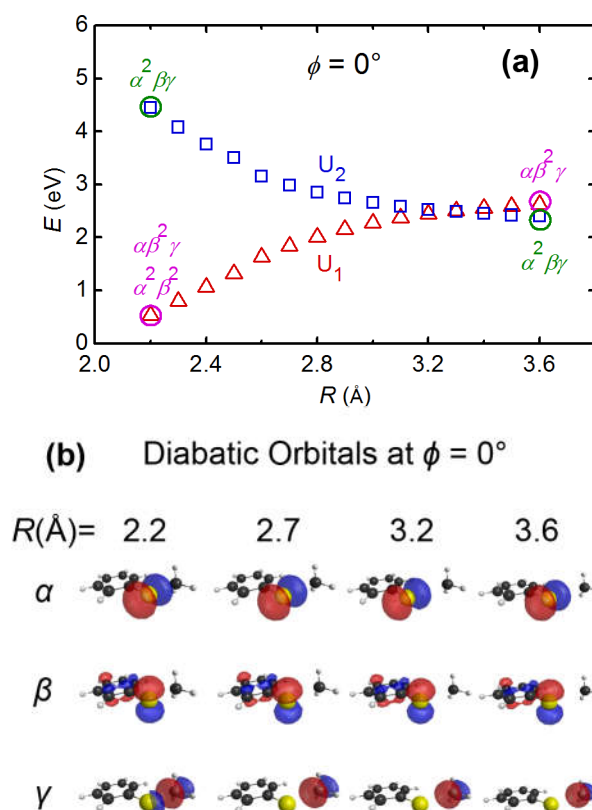 6
5
4
3
2
1
0
E (eV)
2.0 2.4 2.8 3.2 3.6
R (Å)
ϕ = 0°
(a)
α²βγ
U₂
αβ²γ
αβ²γ
α²β²
U₁
α²βγ
(b) Diabatic Orbitals at ϕ = 0°
R(Å)= 2.2 2.7 3.2 3.6
α
β
γ